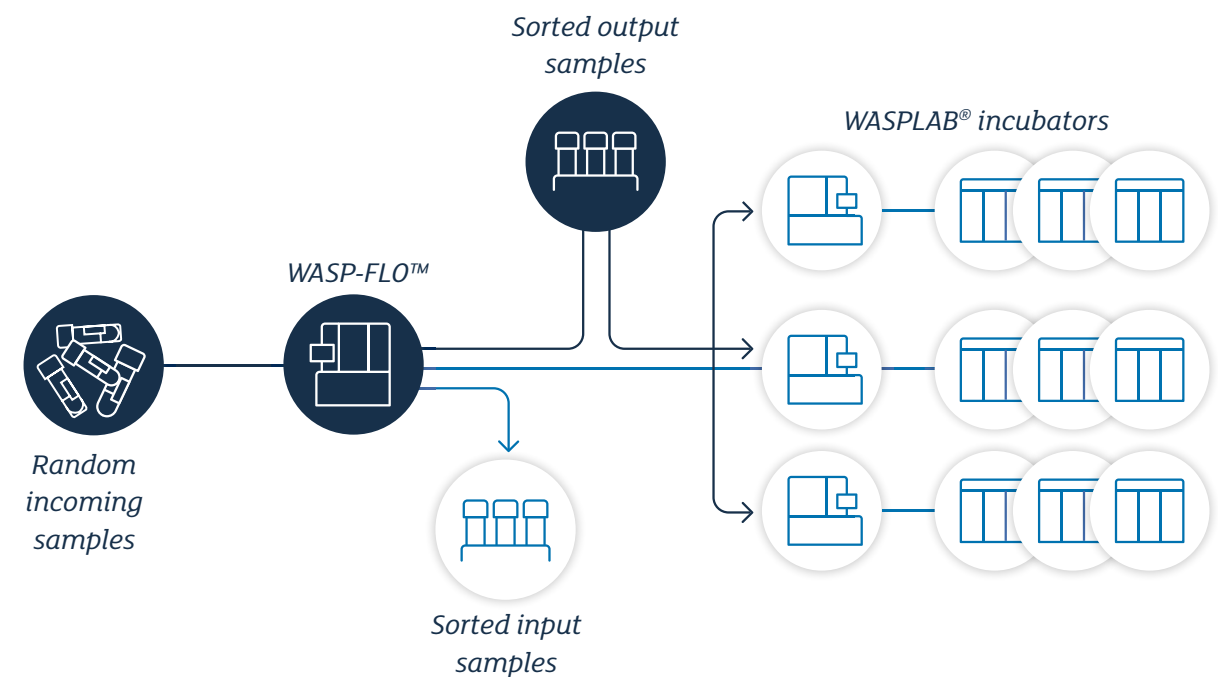 Sorted output
samples
WASPLAB® incubators
WASP-FLO™
Random
incoming
samples
Sorted input
samples